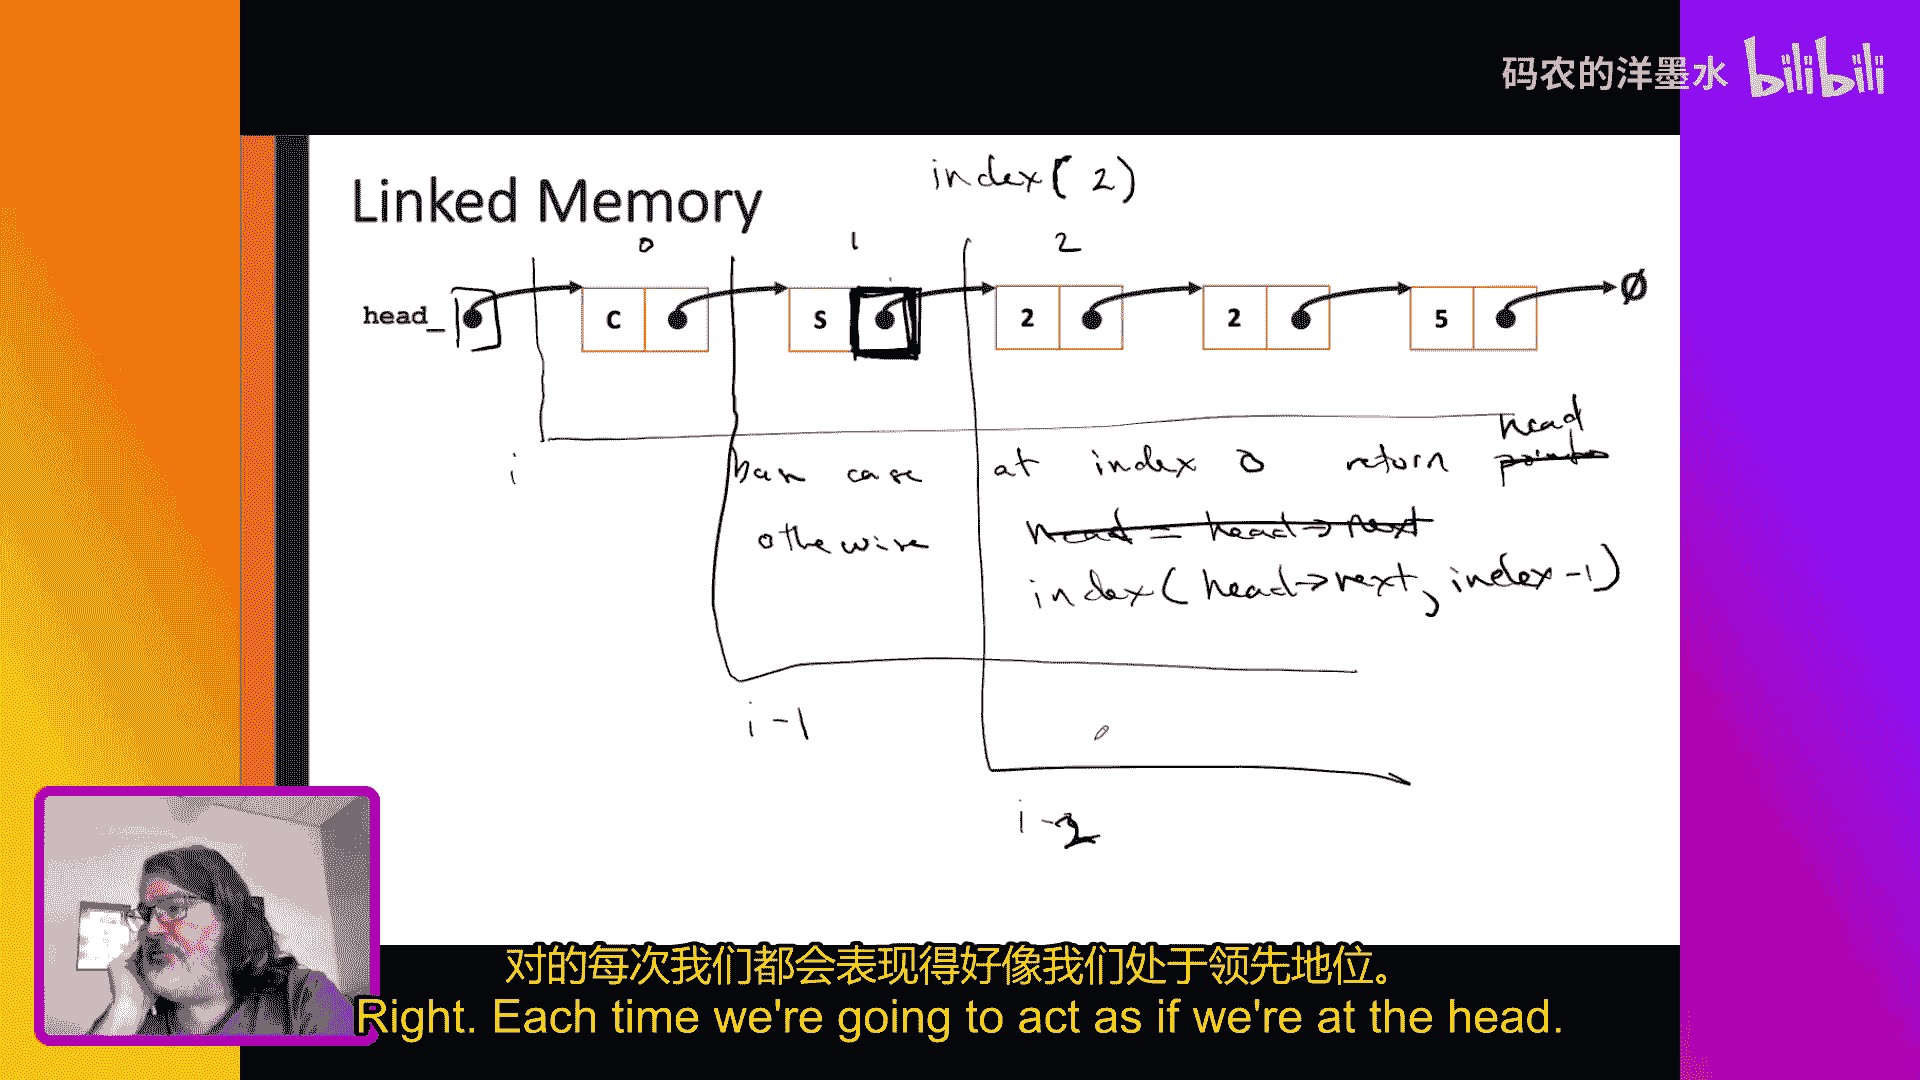 码农的洋墨水 bilibili
index( 2)
Linked Memory
0 1 2
head_ C S 2 2 5 Ø
head
i base case at index 0 return point
otherwise head = head→next
index( head→next, index-1)
i-1 0
i-2
对的每次我们都会表现得好像我们处于领先地位。
Right. Each time we're going to act as if we're at the head.